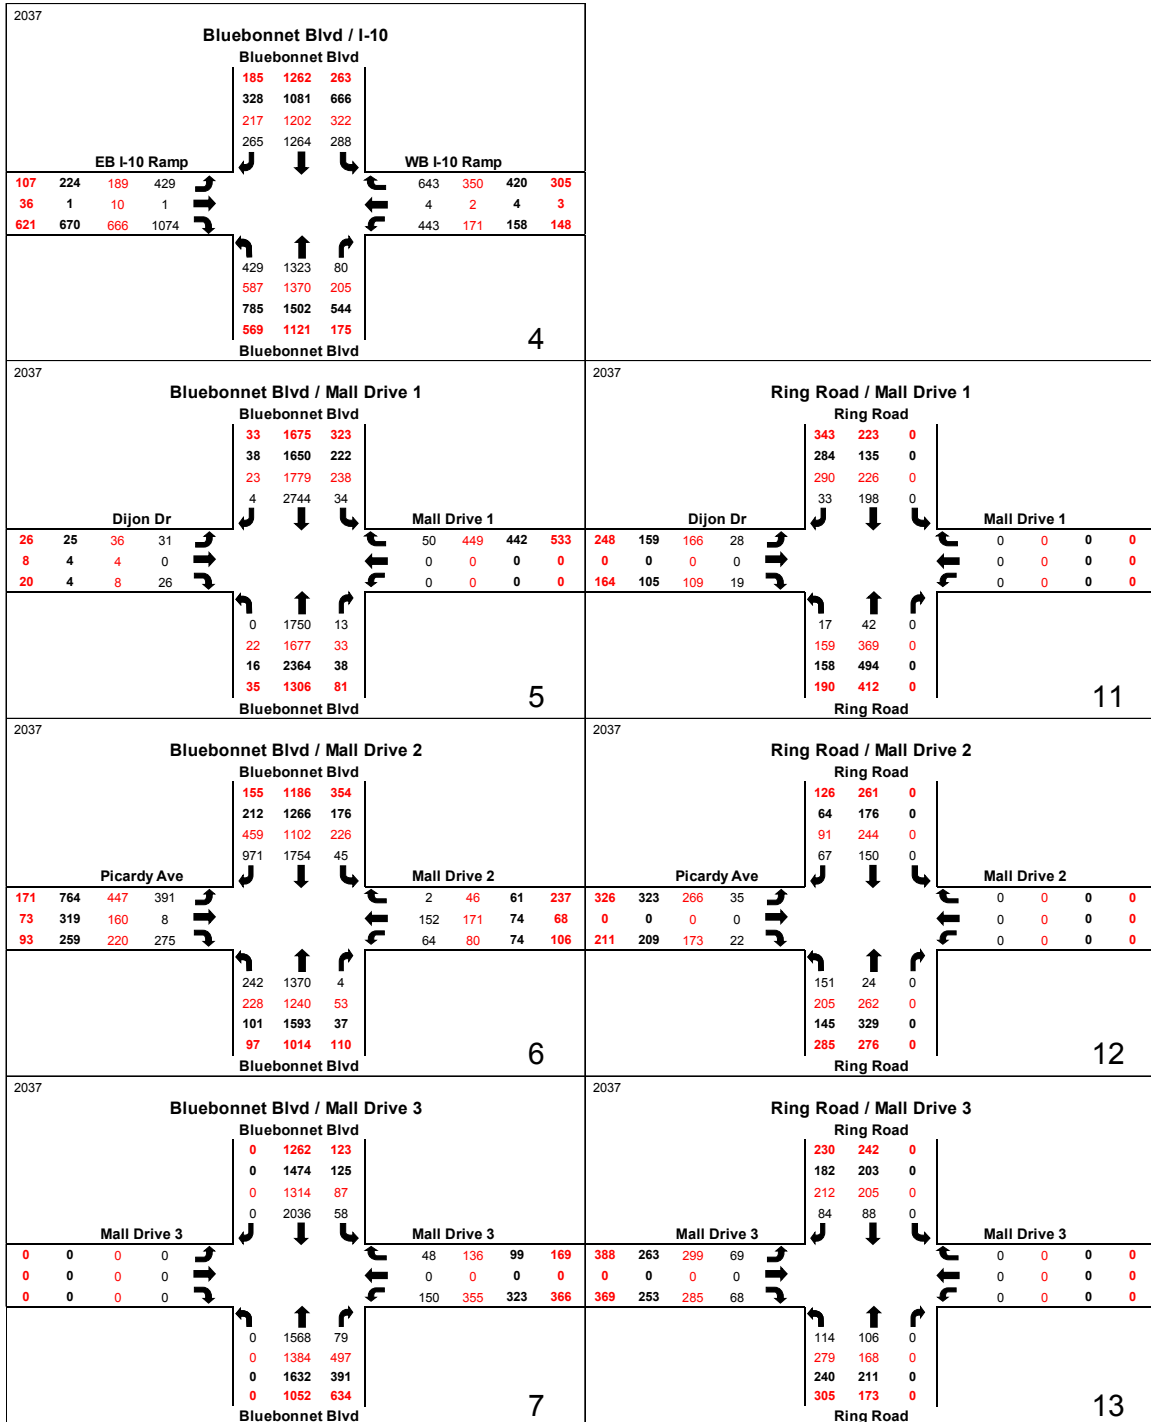 2037
Bluebonnet Blvd / I-10
Bluebonnet Blvd
185 1262 263
328 1081 666
217 1202 322
265 1264 288
EB I-10 Ramp WB I-10 Ramp
107 224 189 429 643 350 420 305
36 1 10 1 4 2 4 3
621 670 666 1074 443 171 158 148
429 1323 80
587 1370 205
785 1502 544
569 1121 175
4
Bluebonnet Blvd
2037
Bluebonnet Blvd / Mall Drive 1
Bluebonnet Blvd
33 1675 323
38 1650 222
23 1779 238
4 2744 34
Dijon Dr Mall Drive 1
26 25 36 31 50 449 442 533
8 4 4 0 0 0 0 0
20 4 8 26 0 0 0 0
0 1750 13
22 1677 33
16 2364 38
35 1306 81
5
Bluebonnet Blvd
2037
Ring Road / Mall Drive 1
Ring Road
343 223 0
284 135 0
290 226 0
33 198 0
Dijon Dr Mall Drive 1
248 159 166 28 0 0 0 0
0 0 0 0 0 0 0 0
164 105 109 19 0 0 0 0
17 42 0
159 369 0
158 494 0
190 412 0
11
Ring Road
2037
Bluebonnet Blvd / Mall Drive 2
Bluebonnet Blvd
155 1186 354
212 1266 176
459 1102 226
971 1754 45
Picardy Ave Mall Drive 2
171 764 447 391 2 46 61 237
73 319 160 8 152 171 74 68
93 259 220 275 64 80 74 106
242 1370 4
228 1240 53
101 1593 37
97 1014 110
6
Bluebonnet Blvd
2037
Ring Road / Mall Drive 2
Ring Road
126 261 0
64 176 0
91 244 0
67 150 0
Picardy Ave Mall Drive 2
326 323 266 35 0 0 0 0
0 0 0 0 0 0 0 0
211 209 173 22 0 0 0 0
151 24 0
205 262 0
145 329 0
285 276 0
12
Ring Road
2037
Bluebonnet Blvd / Mall Drive 3
Bluebonnet Blvd
0 1262 123
0 1474 125
0 1314 87
0 2036 58
Mall Drive 3 Mall Drive 3
0 0 0 0 48 136 99 169
0 0 0 0 0 0 0 0
0 0 0 0 150 355 323 366
0 1568 79
0 1384 497
0 1632 391
0 1052 634
7
Bluebonnet Blvd
2037
Ring Road / Mall Drive 3
Ring Road
230 242 0
182 203 0
212 205 0
84 88 0
Mall Drive 3 Mall Drive 3
388 263 299 69 0 0 0 0
0 0 0 0 0 0 0 0
369 253 285 68 0 0 0 0
114 106 0
279 168 0
240 211 0
305 173 0
13
Ring Road